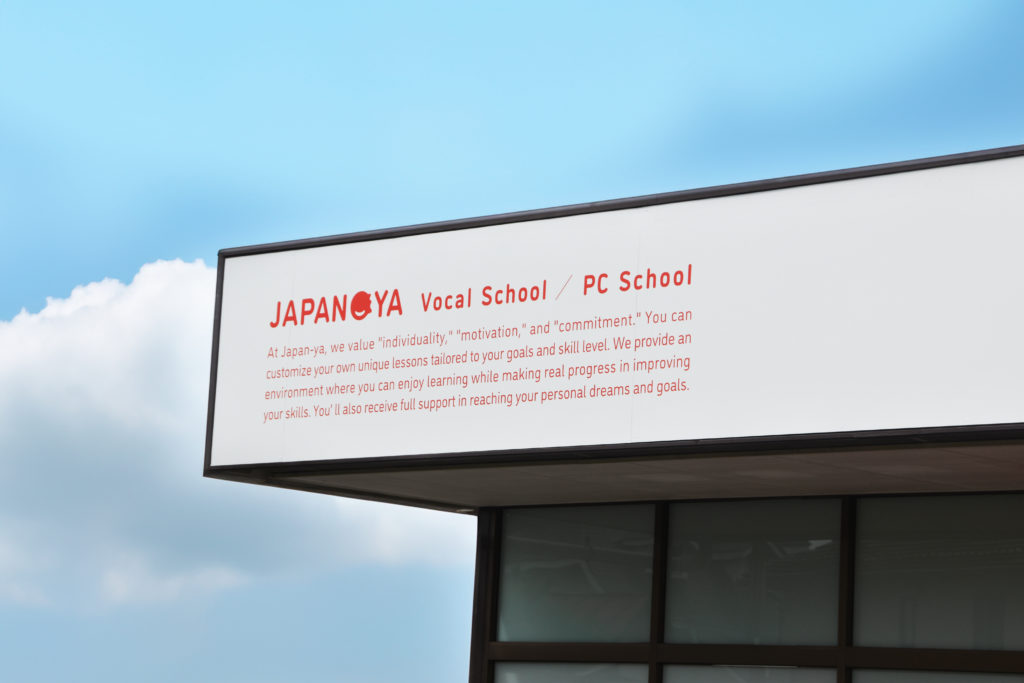 JAPANOYA Vocal School / PC School
At Japan-ya, we value "individuality," "motivation," and "commitment." You can
customize your own unique lessons tailored to your goals and skill level. We provide an
environment where you can enjoy learning while making real progress in improving
your skills. You'll also receive full support in reaching your personal dreams and goals.